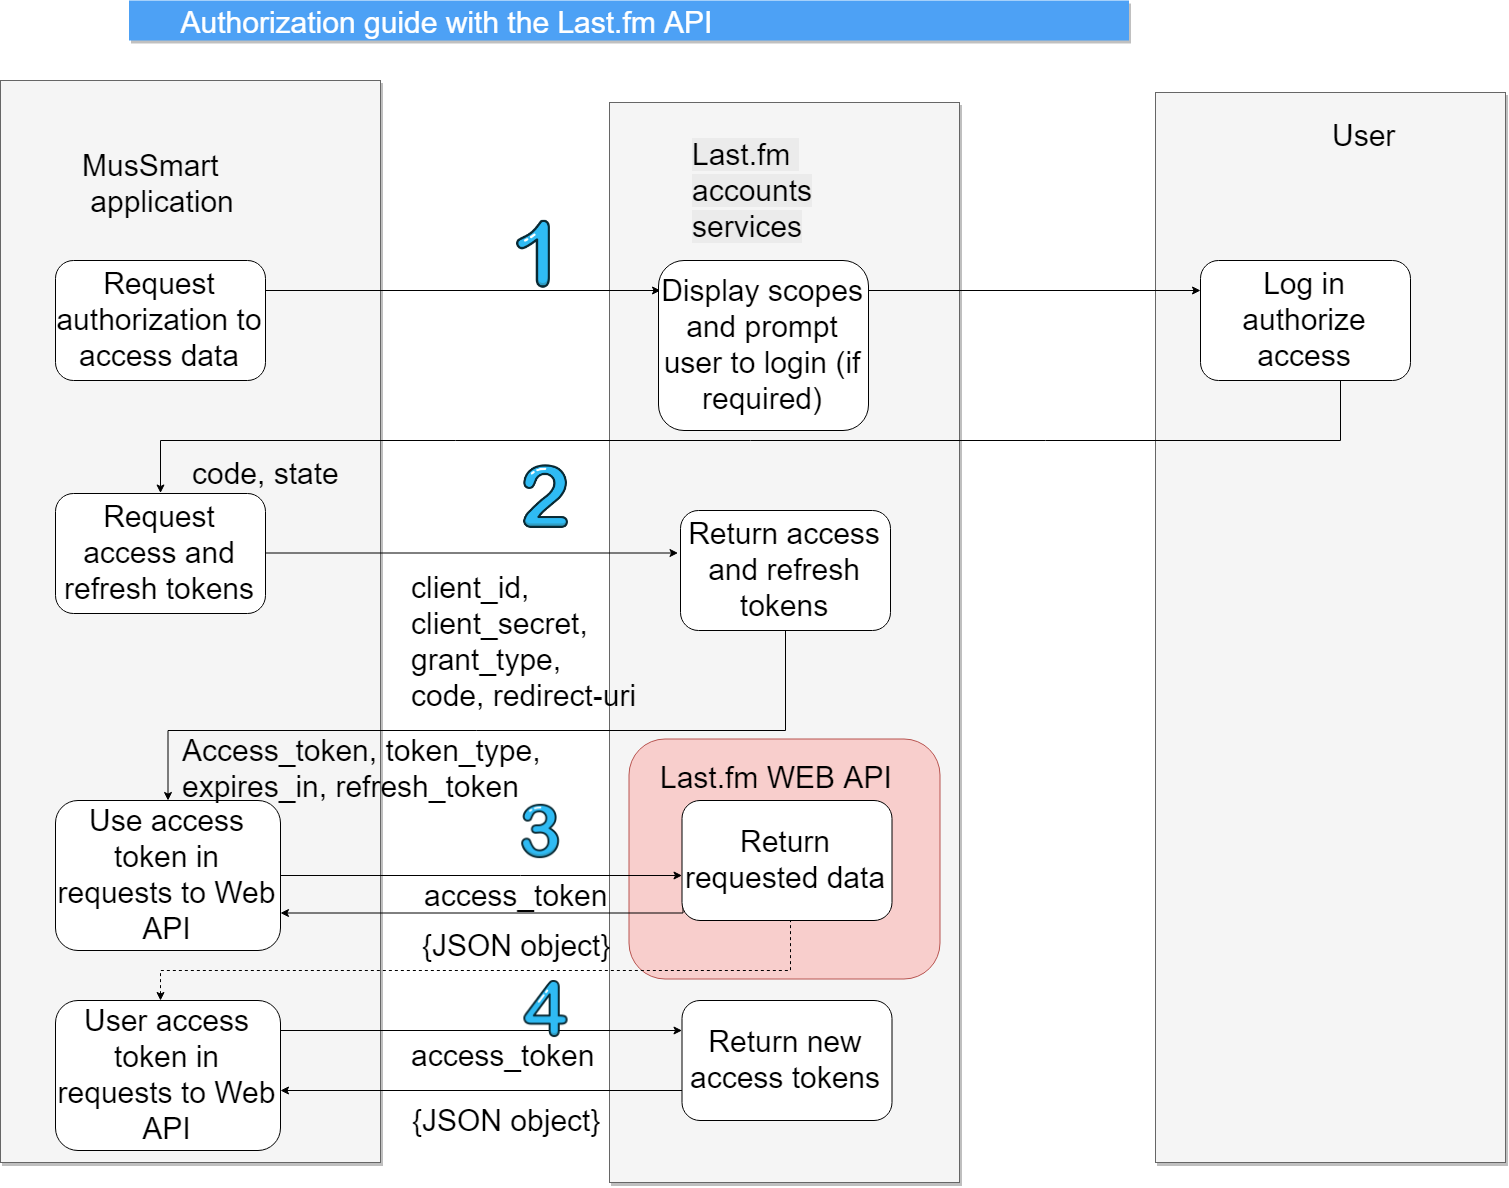 Authorization guide with the Last.fm API
MusSmart
application
Last.fm
accounts
services
User
1
Request
authorization to
access data
Display scopes
and prompt
user to login (if
required)
Log in
authorize
access
code, state
2
Request
access and
refresh tokens
Return access
and refresh
tokens
client_id,
client_secret,
grant_type,
code, redirect-uri
Access_token, token_type,
expires_in, refresh_token
Last.fm WEB API
3
Use access
token in
requests to Web
API
Return
requested data
access_token
{JSON object}
4
User access
token in
requests to Web
API
access_token
Return new
access tokens
{JSON object}